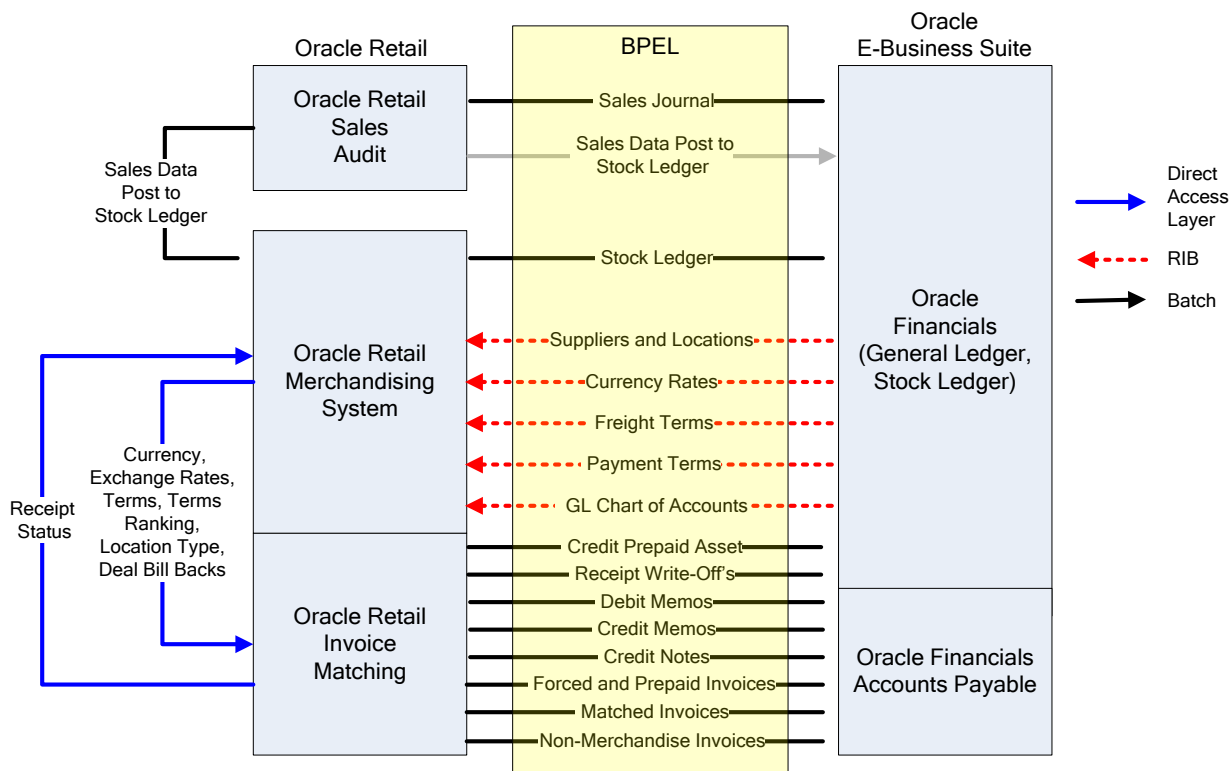 Oracle Retail
BPEL
Oracle
E-Business Suite
Oracle Retail
Sales
Audit
Sales Journal
Sales Data Post to
Stock Ledger
Sales Data
Post to
Stock Ledger
Direct
Access
Layer
RIB
Batch
Stock Ledger
Oracle Retail
Merchandising
System
Suppliers and Locations
Currency Rates
Freight Terms
Payment Terms
GL Chart of Accounts
Oracle
Financials
(General Ledger,
Stock Ledger)
Receipt
Status
Currency,
Exchange Rates,
Terms, Terms
Ranking,
Location Type,
Deal Bill Backs
Oracle Retail
Invoice
Matching
Credit Prepaid Asset
Receipt Write-Off's
Debit Memos
Credit Memos
Credit Notes
Forced and Prepaid Invoices
Matched Invoices
Non-Merchandise Invoices
Oracle Financials
Accounts Payable